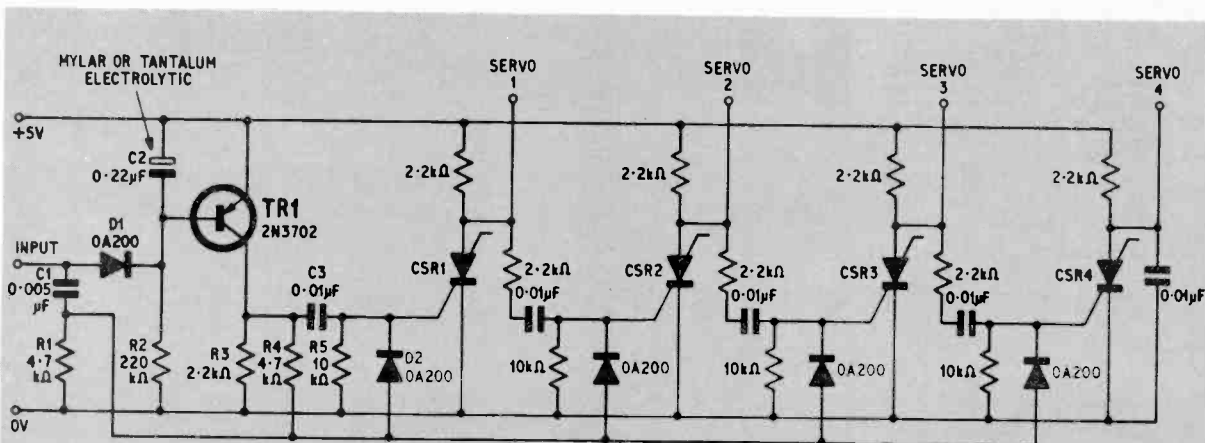 MYLAR OR TANTALUM
ELECTROLYTIC
SERVO
1
SERVO
2
SERVO
3
SERVO
4
+5V
C2
0·22µF
TR1
2N3702
D1
0A200
INPUT
C1
0·005
µF
R1
4·7
kΩ
R2
220
kΩ
R3
2·2kΩ
C3
0·01µF
R4
4·7
kΩ
R5
10
kΩ
D2
0A200
2·2kΩ
CSR1
2·2kΩ
0·01µF
10kΩ
0A200
2·2kΩ
CSR2
2·2kΩ
0·01µF
10kΩ
0A200
2·2kΩ
CSR3
2·2kΩ
0·01µF
10kΩ
0A200
2·2kΩ
CSR4
0·01µF
0V